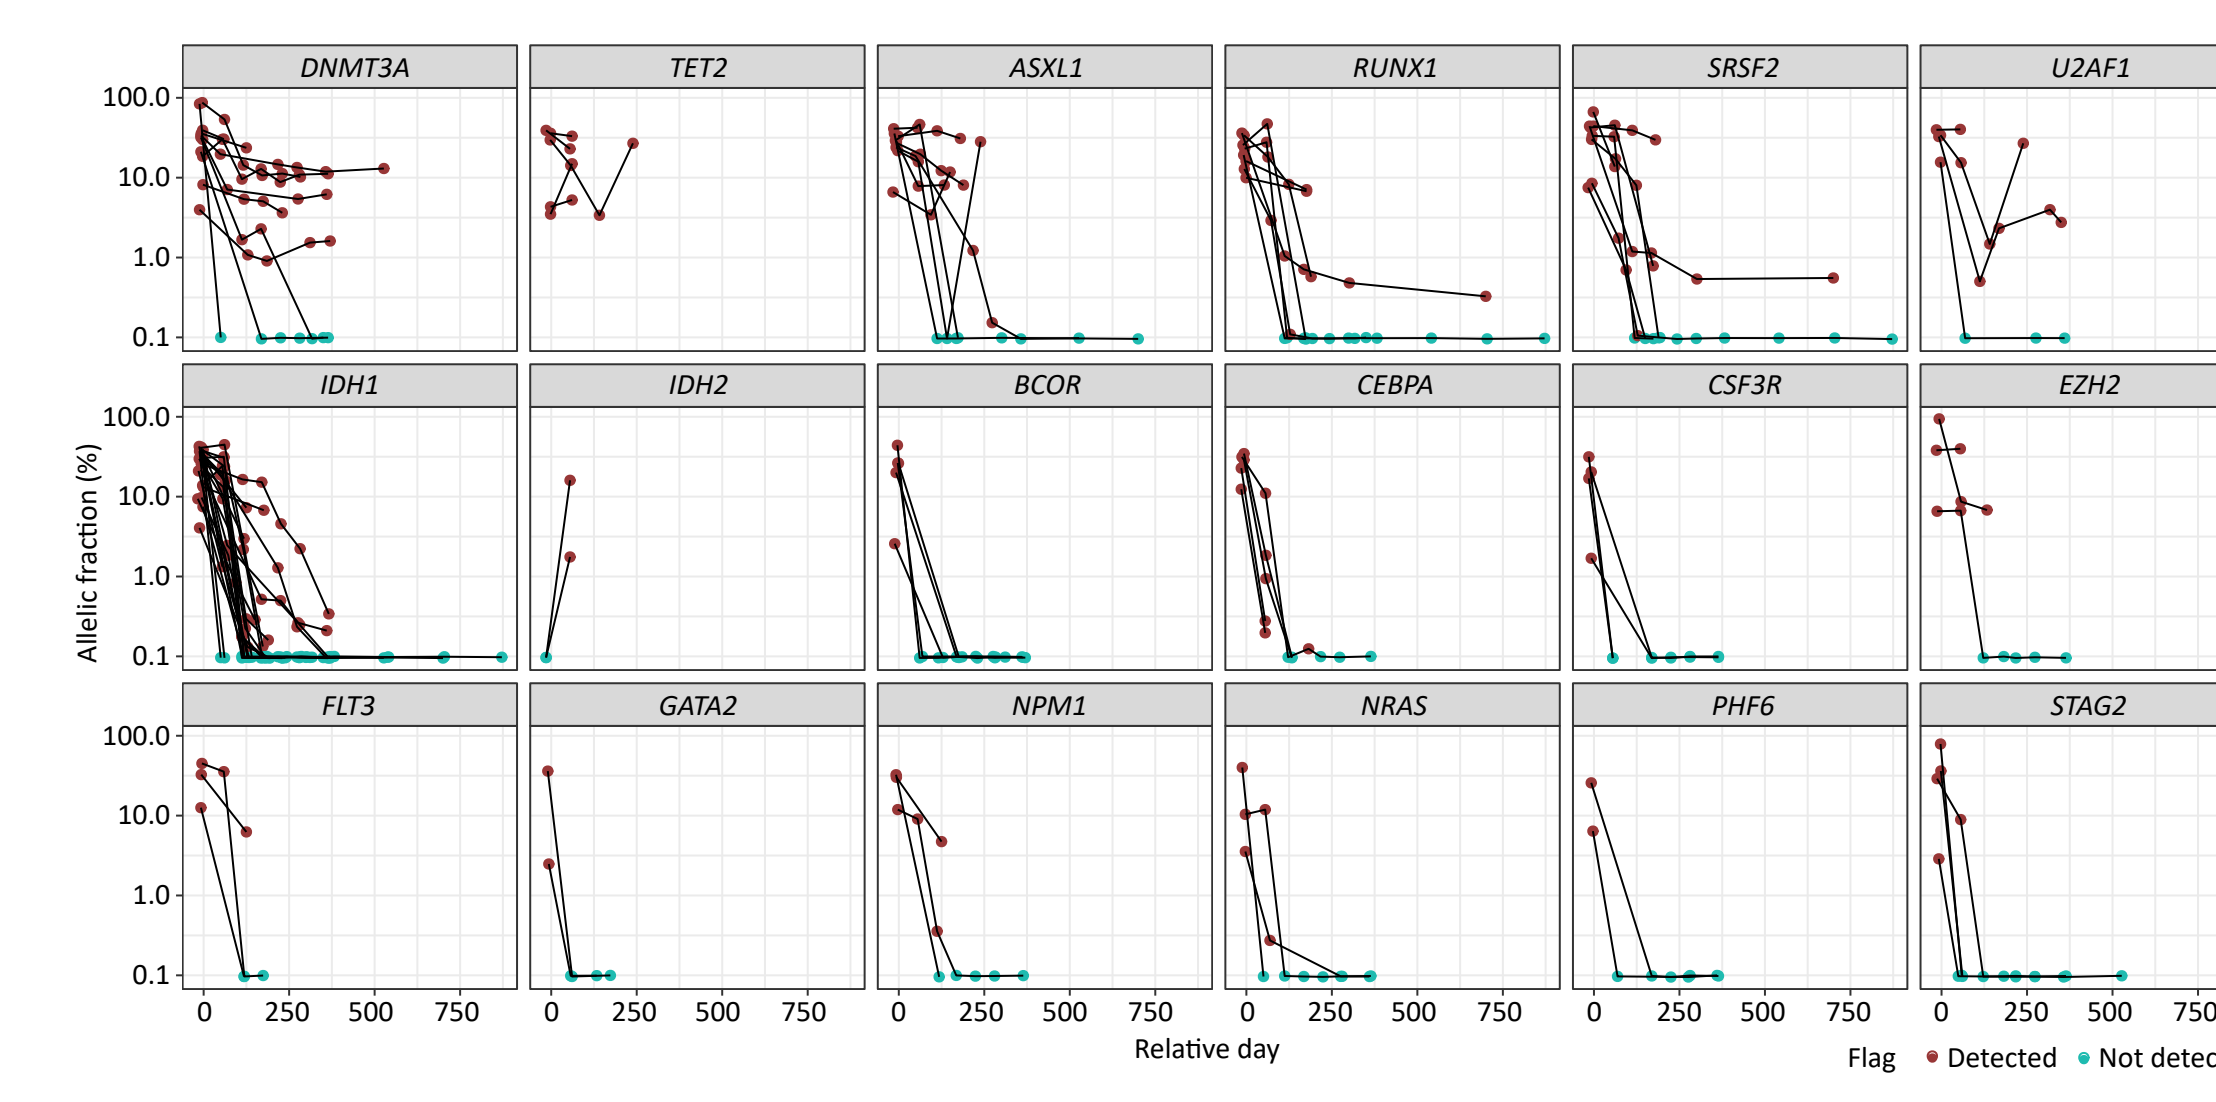 DNMT3A TET2 ASXL1 RUNX1 SRSF2 U2AF1
100.0
10.0
1.0
0.1
IDH1 IDH2 BCOR CEBPA CSF3R EZH2
100.0
10.0
1.0
0.1
Allelic fraction (%)
FLT3 GATA2 NPM1 NRAS PHF6 STAG2
100.0
10.0
1.0
0.1
0 250 500 750 0 250 500 750 0 250 500 750 0 250 500 750 0 250 500 750 0 250 500 750
Relative day
Flag Detected Not detec